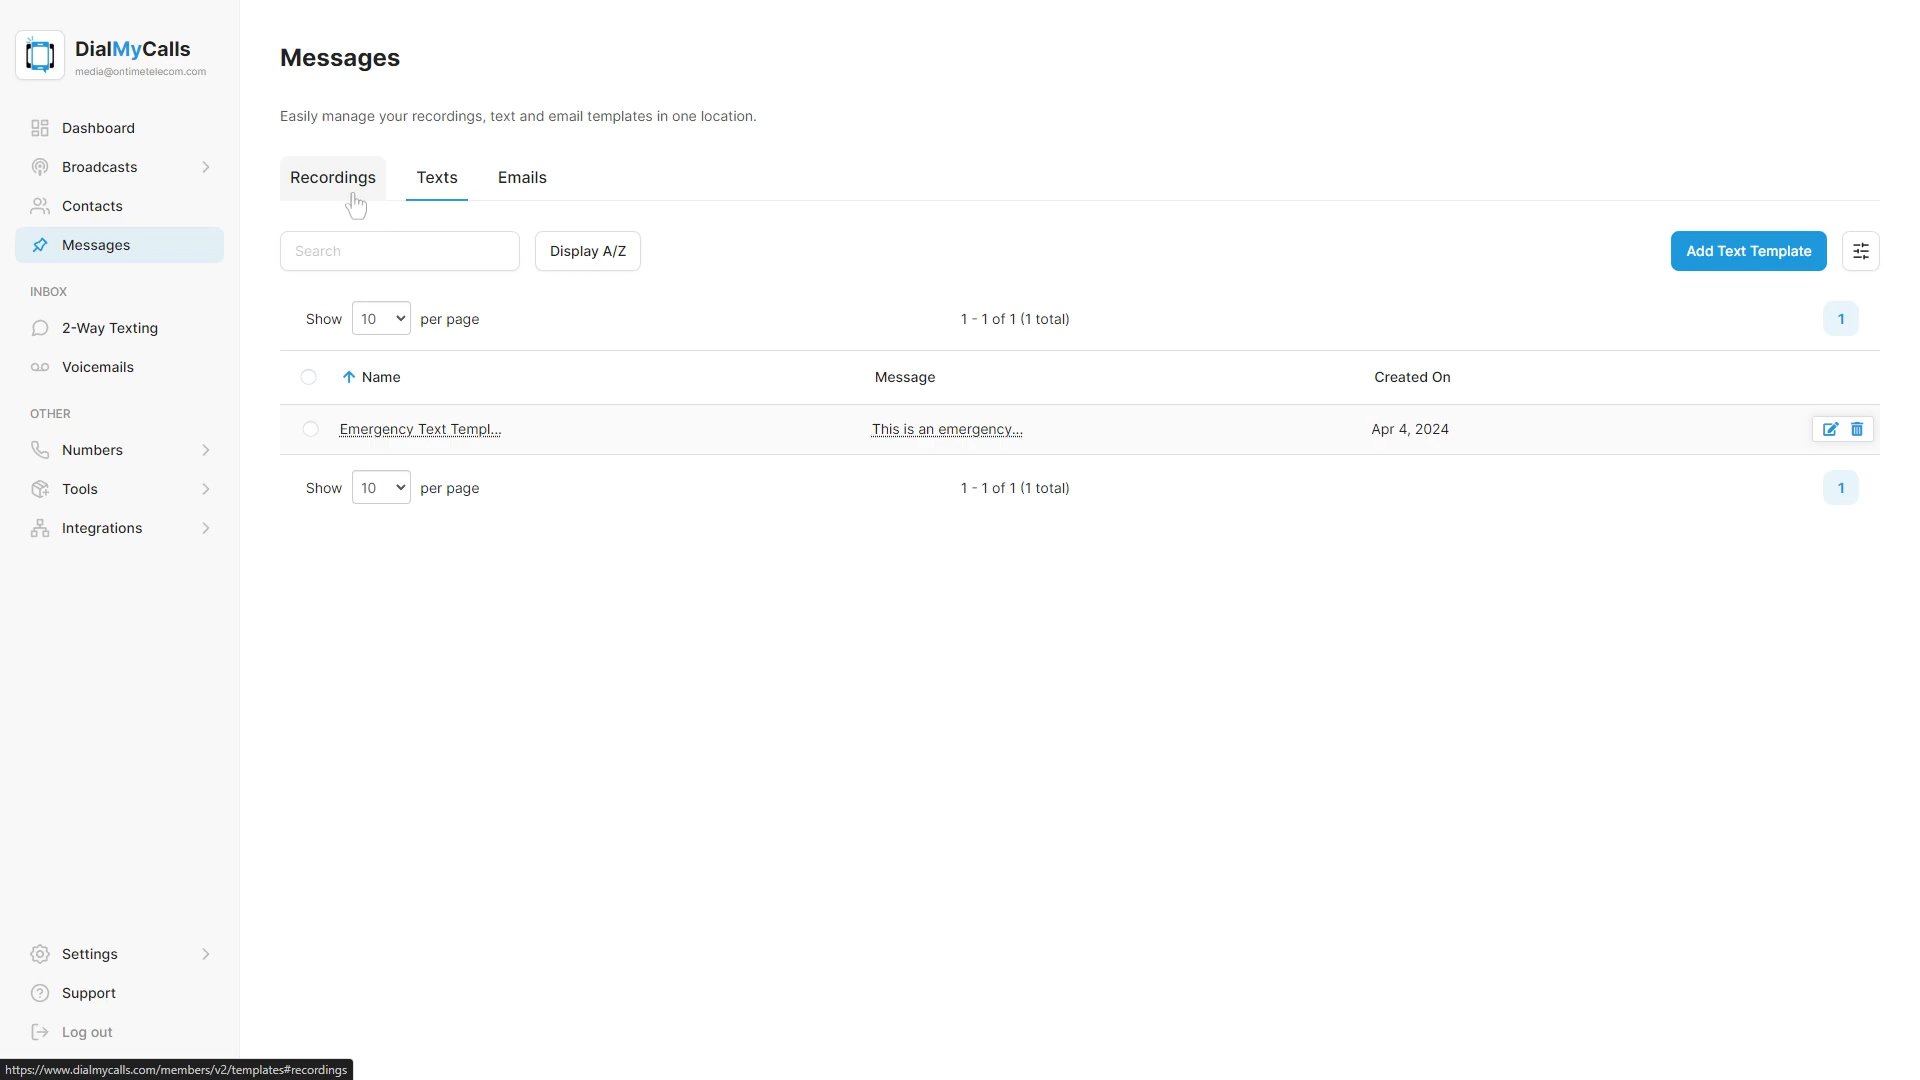 DialMyCalls
media@ontimetelecom.com
Dashboard
Broadcasts
Contacts
Messages
INBOX
2-Way Texting
Voicemails
OTHER
Numbers
Tools
Integrations
Settings
Support
Log out
https://www.dialmycalls.com/members/v2/templates#recordings
Messages
Easily manage your recordings, text and email templates in one location.
Recordings Texts Emails
Search Display A/Z Add Text Template
Show 10 per page 1 - 1 of 1 (1 total) 1
Name Message Created On
Emergency Text Templ... This is an emergency... Apr 4, 2024
Show 10 per page 1 - 1 of 1 (1 total) 1